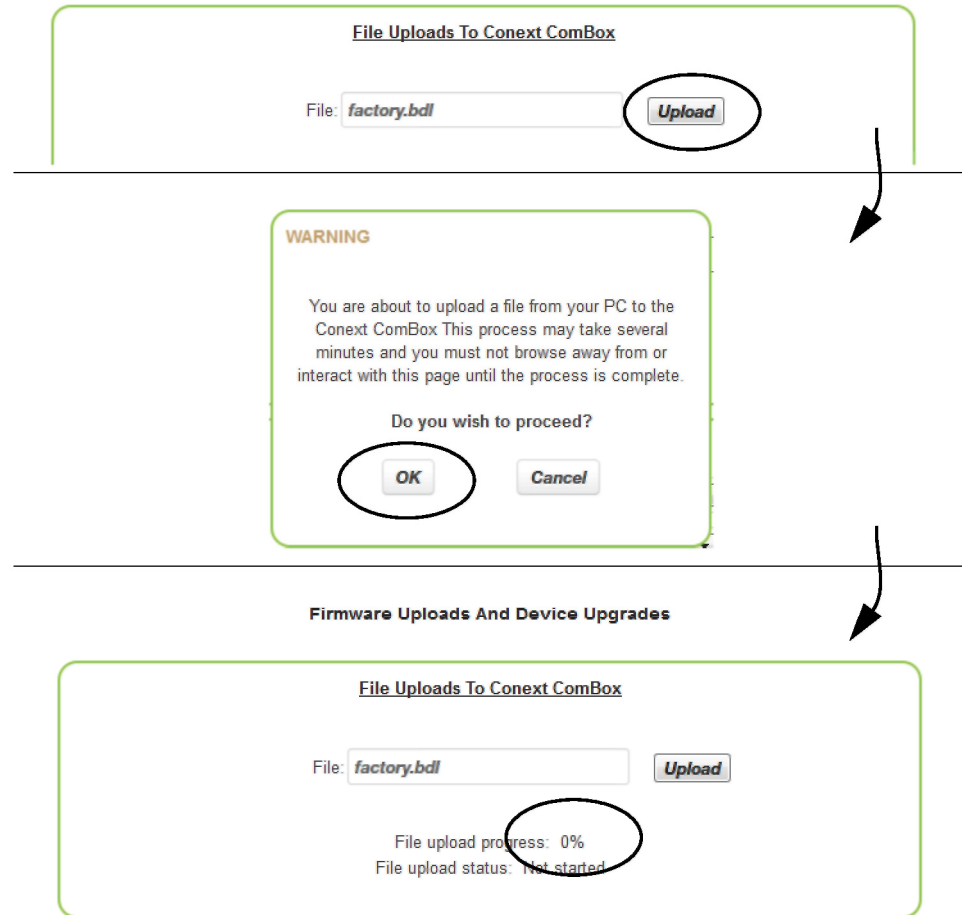 File Uploads To Conext ComBox
File: factory.bdl Upload
WARNING
You are about to upload a file from your PC to the
Conext ComBox This process may take several
minutes and you must not browse away from or
interact with this page until the process is complete.
Do you wish to proceed?
OK Cancel
Firmware Uploads And Device Upgrades
File Uploads To Conext ComBox
File: factory.bdl Upload
File upload progress: 0%
File upload status: Not started